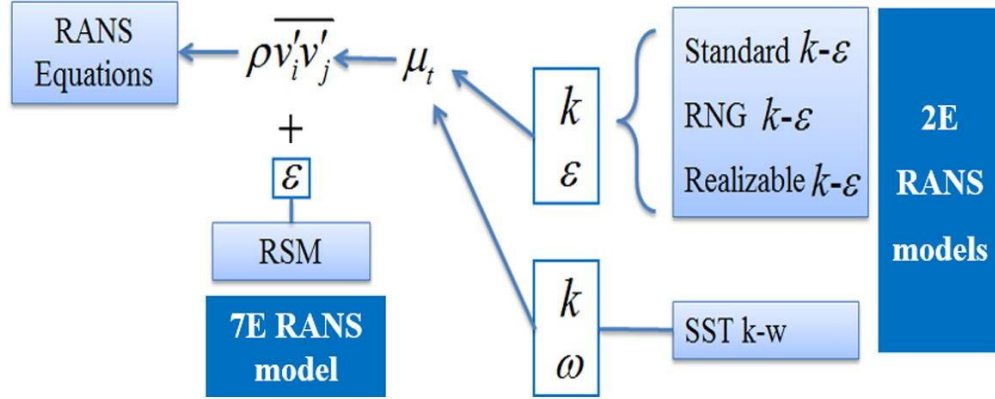 RANS
Equations
ρv′ᵢv′ⱼ
μₜ
+
ε
RSM
7E RANS
model
k
ε
k
ω
Standard k-ε
RNG k-ε
Realizable k-ε
SST k-w
2E
RANS
models